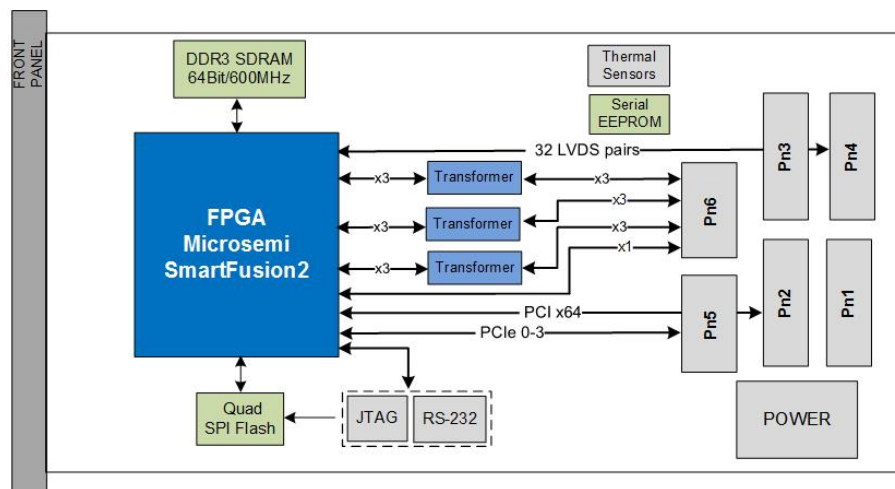 FRONT
PANEL
DDR3 SDRAM
64Bit/600MHz
Thermal
Sensors
Serial
EEPROM
32 LVDS pairs
Pn3
Pn4
x3
Transformer
x3
FPGA
Microsemi
SmartFusion2
x3
Transformer
x3
Pn6
x3
Transformer
x3
x1
PCI x64
PCIe 0-3
Pn5
Pn2
Pn1
Quad
SPI Flash
JTAG
RS-232
POWER